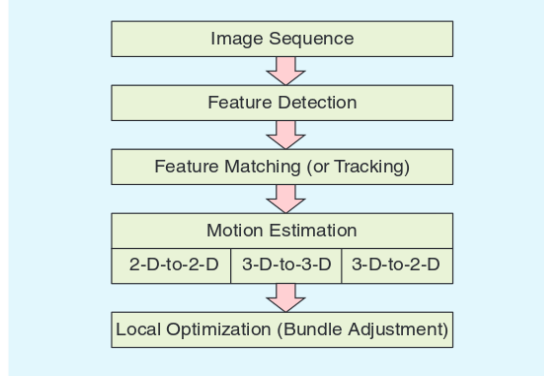 Image Sequence
Feature Detection
Feature Matching (or Tracking)
Motion Estimation
2-D-to-2-D 3-D-to-3-D 3-D-to-2-D
Local Optimization (Bundle Adjustment)